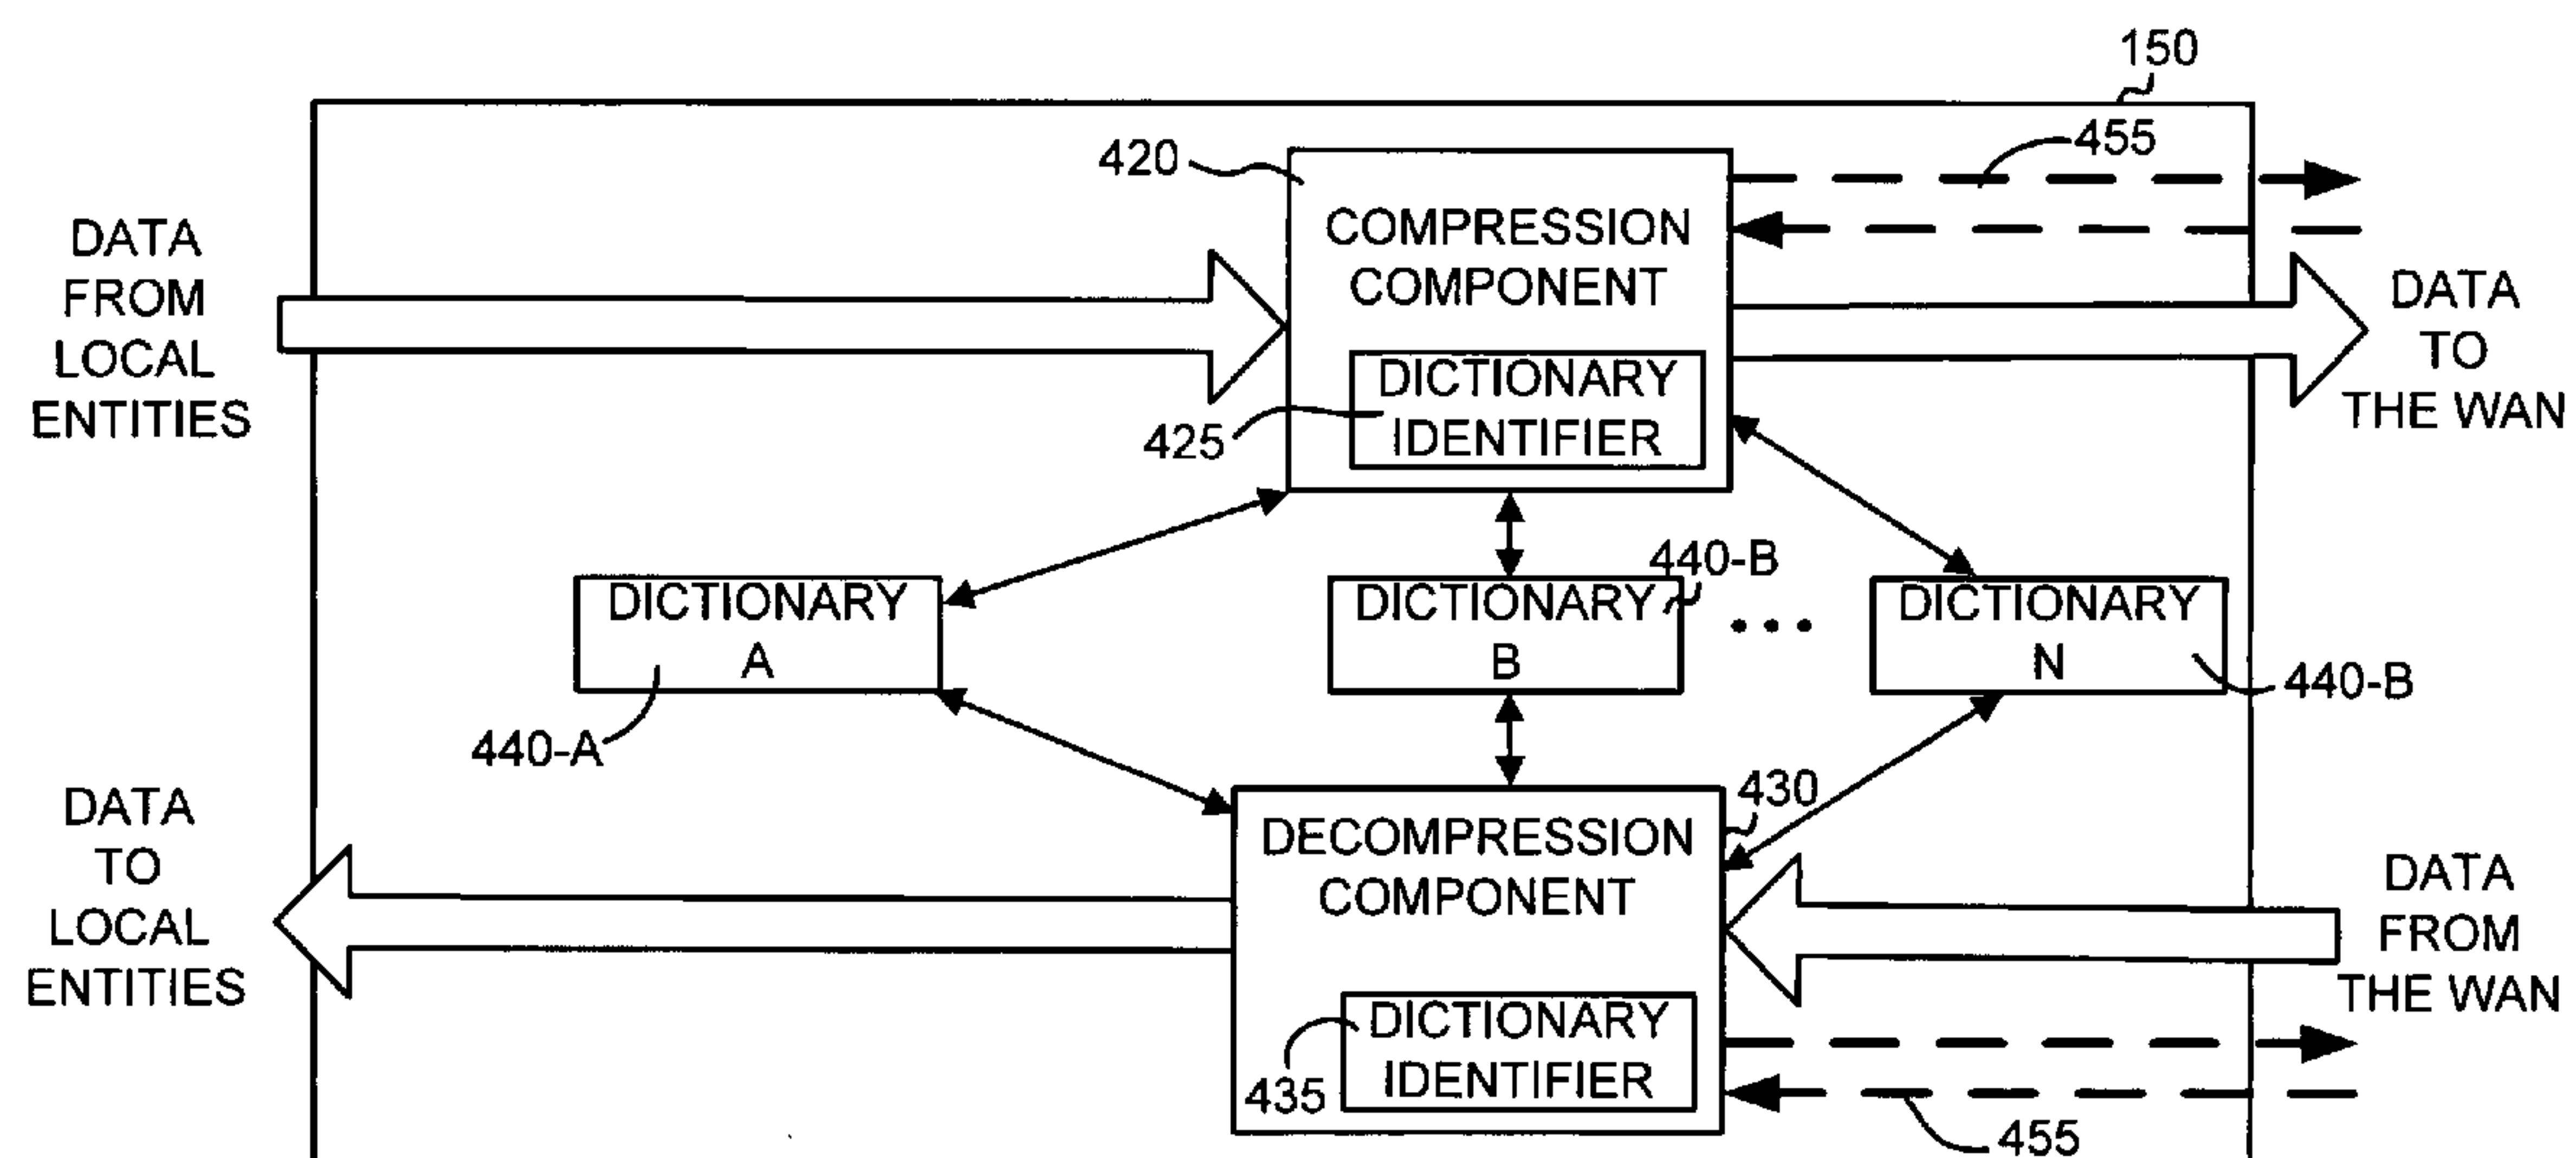 150
455
420
COMPRESSION
COMPONENT
DATA
FROM
LOCAL
ENTITIES
DATA
TO
THE WAN
DICTIONARY
IDENTIFIER
425
440-B
DICTIONARY
A
DICTIONARY
B
• • •
DICTIONARY
N
440-B
440-A
430
DATA
TO
LOCAL
ENTITIES
DECOMPRESSION
COMPONENT
DATA
FROM
THE WAN
DICTIONARY
IDENTIFIER
435
455